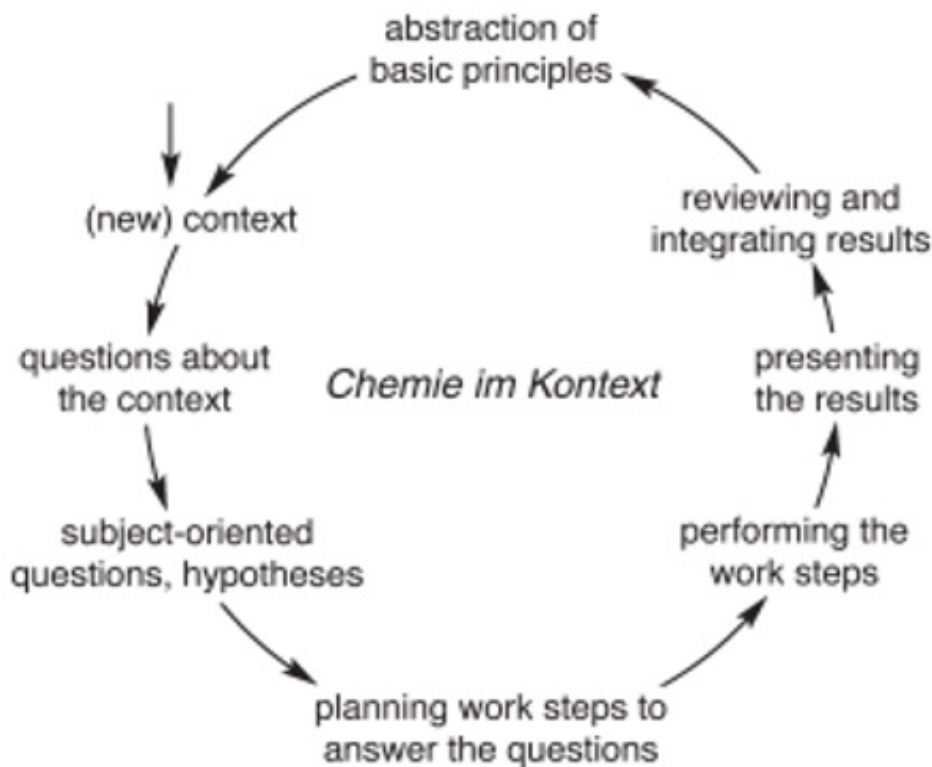 abstraction of
basic principles
(new) context
questions about
the context
subject-oriented
questions, hypotheses
planning work steps to
answer the questions
performing the
work steps
presenting
the results
reviewing and
integrating results
Chemie im Kontext